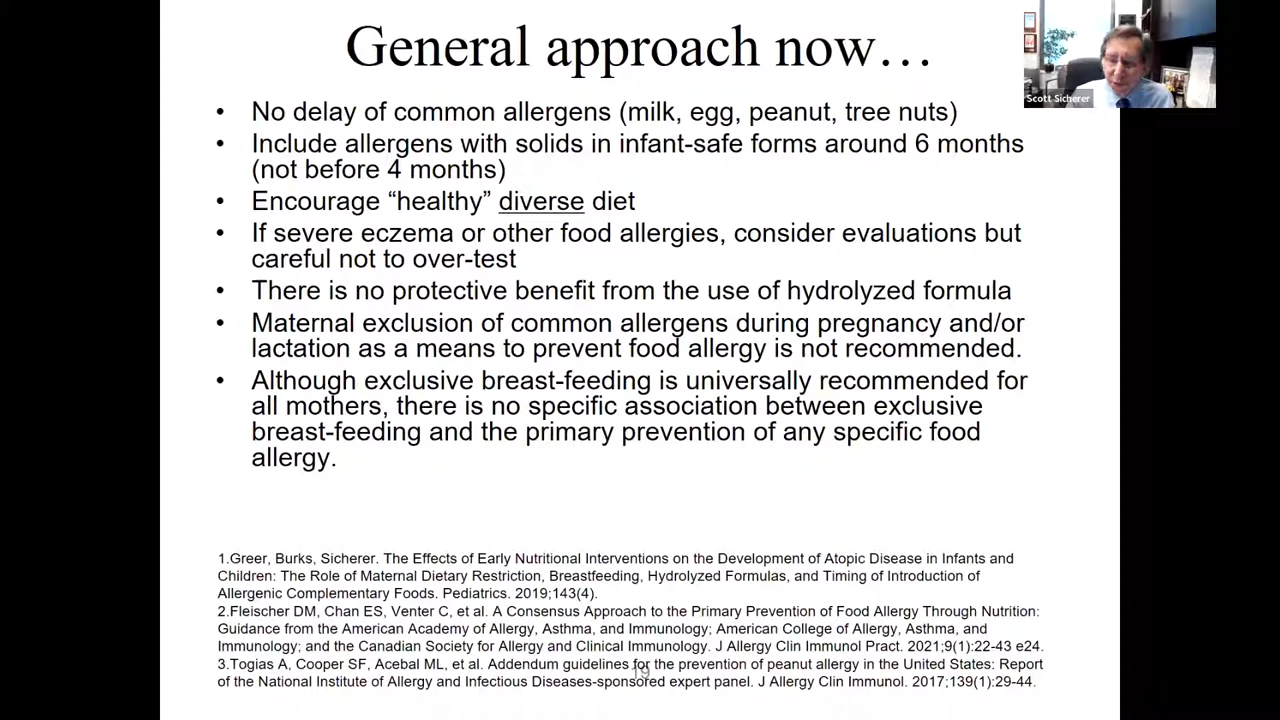 General approach now…
Scott Sicherer
• No delay of common allergens (milk, egg, peanut, tree nuts)
• Include allergens with solids in infant-safe forms around 6 months
(not before 4 months)
• Encourage “healthy” diverse diet
• If severe eczema or other food allergies, consider evaluations but
careful not to over-test
• There is no protective benefit from the use of hydrolyzed formula
• Maternal exclusion of common allergens during pregnancy and/or
lactation as a means to prevent food allergy is not recommended.
• Although exclusive breast-feeding is universally recommended for
all mothers, there is no specific association between exclusive
breast-feeding and the primary prevention of any specific food
allergy.
1.Greer, Burks, Sicherer. The Effects of Early Nutritional Interventions on the Development of Atopic Disease in Infants and
Children: The Role of Maternal Dietary Restriction, Breastfeeding, Hydrolyzed Formulas, and Timing of Introduction of
Allergenic Complementary Foods. Pediatrics. 2019;143(4).
2.Fleischer DM, Chan ES, Venter C, et al. A Consensus Approach to the Primary Prevention of Food Allergy Through Nutrition:
Guidance from the American Academy of Allergy, Asthma, and Immunology; American College of Allergy, Asthma, and
Immunology; and the Canadian Society for Allergy and Clinical Immunology. J Allergy Clin Immunol Pract. 2021;9(1):22-43 e24.
3.Togias A, Cooper SF, Acebal ML, et al. Addendum guidelines for the prevention of peanut allergy in the United States: Report
of the National Institute of Allergy and Infectious Diseases-sponsored expert panel. J Allergy Clin Immunol. 2017;139(1):29-44.
19